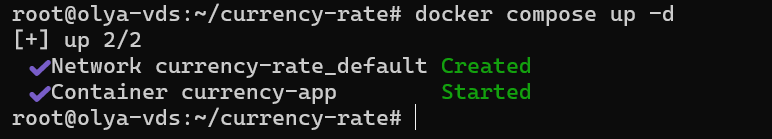 root@olya-vds:~/currency-rate# docker compose up -d
[+] up 2/2
✔Network currency-rate_default Created
✔Container currency-app Started
root@olya-vds:~/currency-rate#